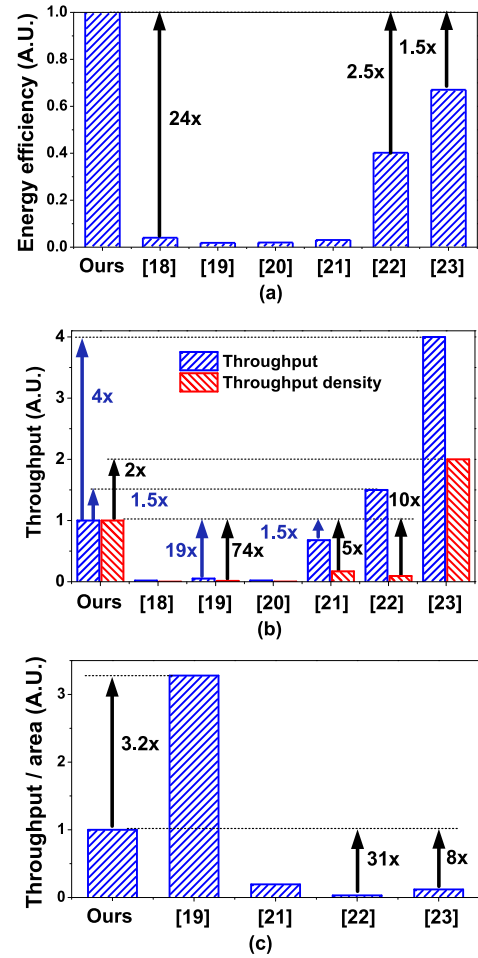 Energy efficiency (A.U.)
1.0
0.8
0.6
0.4
0.2
0.0
24x
2.5x
1.5x
Ours [18] [19] [20] [21] [22] [23]
(a)
Throughput (A.U.)
4
3
2
1
0
Throughput
Throughput density
4x
2x
1.5x
19x
74x
1.5x
5x
10x
Ours [18] [19] [20] [21] [22] [23]
(b)
Throughput / area (A.U.)
3
2
1
0
3.2x
31x
8x
Ours [19] [21] [22] [23]
(c)